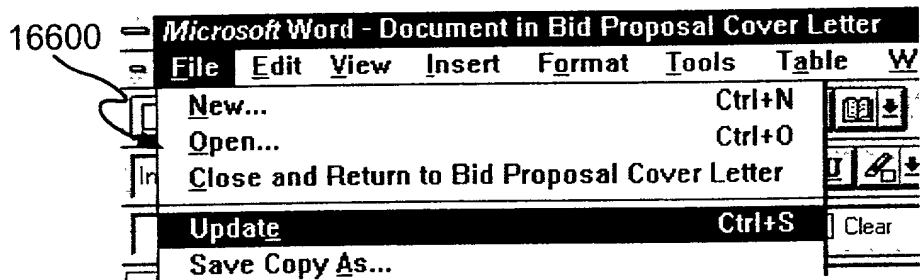 16600
Microsoft Word - Document in Bid Proposal Cover Letter
File Edit View Insert Format Tools Table W
New... Ctrl+N
Open... Ctrl+O
In
Close and Return to Bid Proposal Cover Letter U
Update Ctrl+S Clear
Save Copy As...